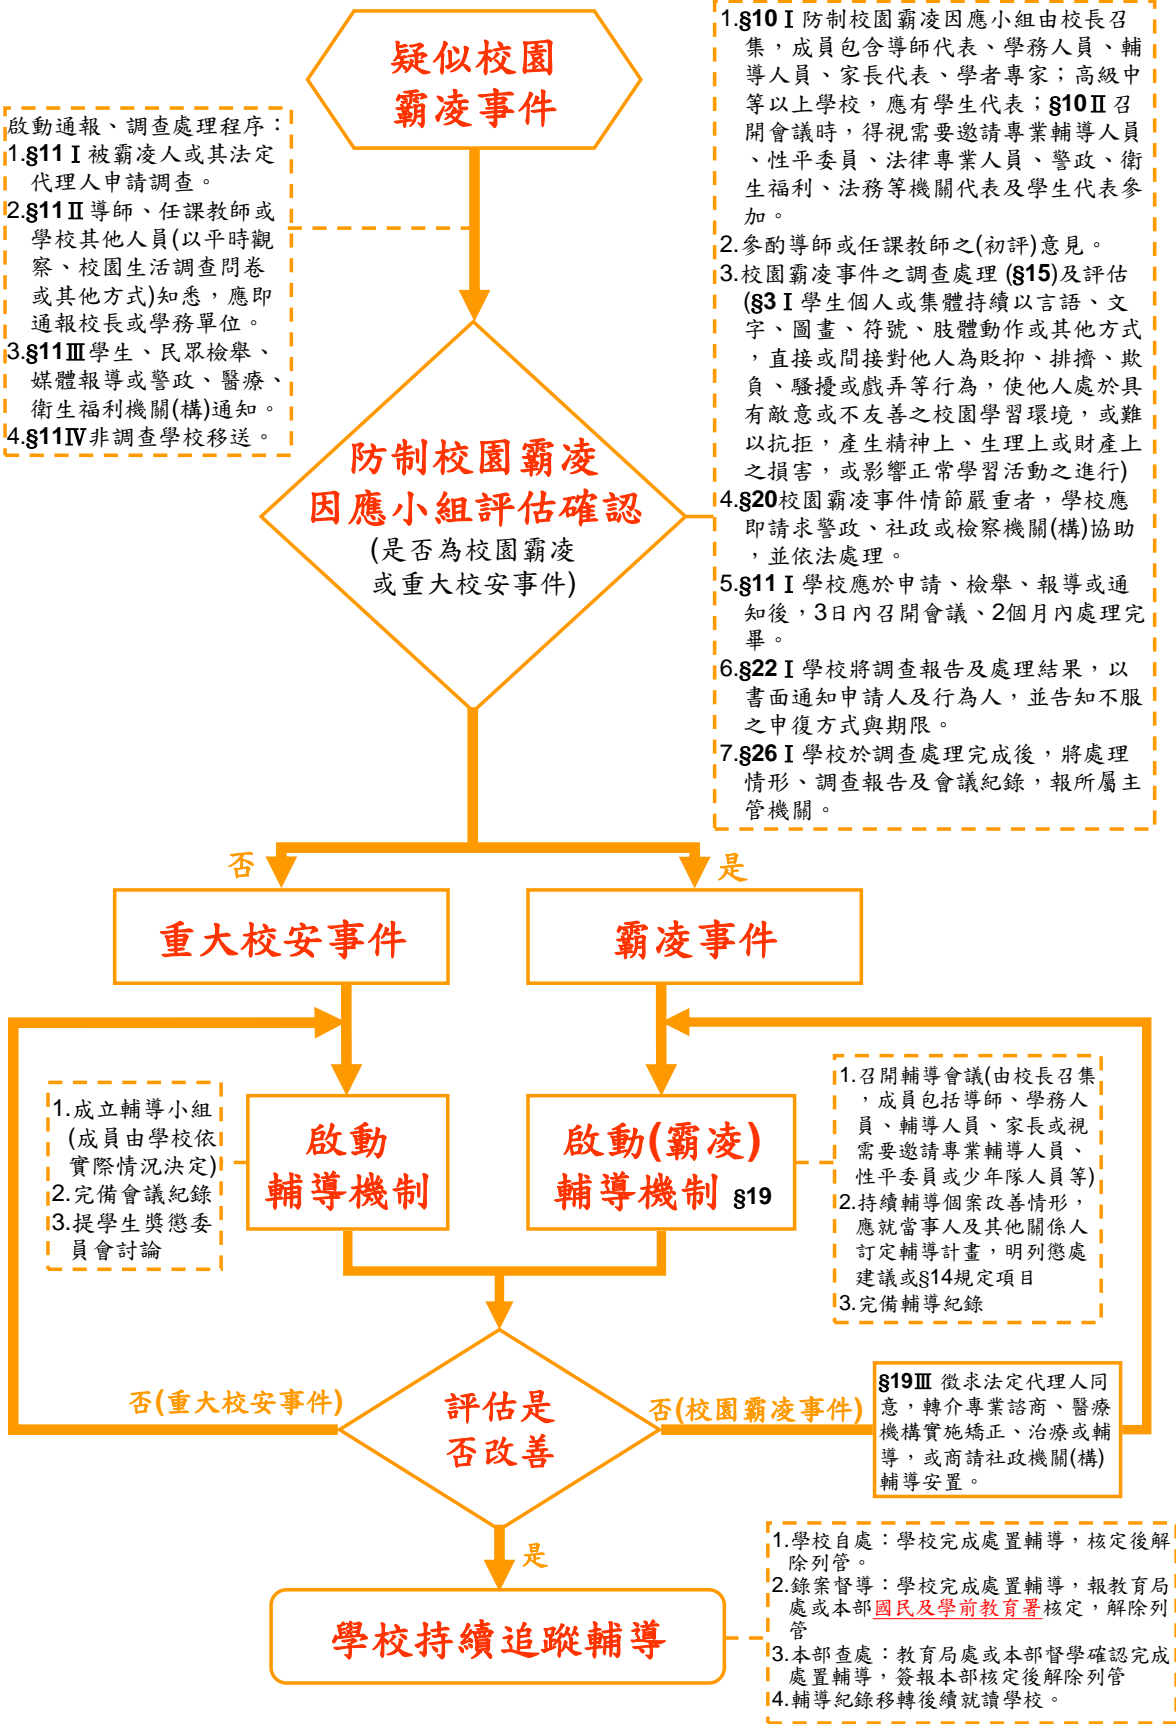 疑似校園
霸凌事件
啟動通報、調查處理程序：
1.§11Ⅰ被霸凌人或其法定
代理人申請調查。
2.§11Ⅱ導師、任課教師或
學校其他人員(以平時觀
察、校園生活調查問卷
或其他方式)知悉，應即
通報校長或學務單位。
3.§11Ⅲ學生、民眾檢舉、
媒體報導或警政、醫療、
衛生福利機關(構)通知。
4.§11Ⅳ非調查學校移送。
1.§10Ⅰ防制校園霸凌因應小組由校長召
集，成員包含導師代表、學務人員、輔
導人員、家長代表、學者專家；高級中
等以上學校，應有學生代表；§10Ⅱ召
開會議時，得視需要邀請專業輔導人員
、性平委員、法律專業人員、警政、衛
生福利、法務等機關代表及學生代表參
加。
2.參酌導師或任課教師之(初評)意見。
3.校園霸凌事件之調查處理 (§15)及評估
(§3Ⅰ學生個人或集體持續以言語、文
字、圖畫、符號、肢體動作或其他方式
，直接或間接對他人為貶抑、排擠、欺
負、騷擾或戲弄等行為，使他人處於具
有敵意或不友善之校園學習環境，或難
以抗拒，產生精神上、生理上或財產上
之損害，或影響正常學習活動之進行)
4.§20校園霸凌事件情節嚴重者，學校應
即請求警政、社政或檢察機關(構)協助
，並依法處理。
5.§11Ⅰ學校應於申請、檢舉、報導或通
知後，3日內召開會議、2個月內處理完
畢。
6.§22Ⅰ學校將調查報告及處理結果，以
書面通知申請人及行為人，並告知不服
之申復方式與期限。
7.§26Ⅰ學校於調查處理完成後，將處理
情形、調查報告及會議紀錄，報所屬主
管機關。
防制校園霸凌
因應小組評估確認
(是否為校園霸凌
或重大校安事件)
否
是
重大校安事件
霸凌事件
1.成立輔導小組
(成員由學校依
實際情況決定)
2.完備會議紀錄
3.提學生獎懲委
員會討論
啟動
輔導機制
啟動(霸凌)
輔導機制 §19
1.召開輔導會議(由校長召集
，成員包括導師、學務人
員、輔導人員、家長或視
需要邀請專業輔導人員、
性平委員或少年隊人員等)
2.持續輔導個案改善情形，
應就當事人及其他關係人
訂定輔導計畫，明列懲處
建議或§14規定項目
3.完備輔導紀錄
否(重大校安事件)
評估是
否改善
否(校園霸凌事件)
§19Ⅲ 徵求法定代理人同
意，轉介專業諮商、醫療
機構實施矯正、治療或輔
導，或商請社政機關(構)
輔導安置。
是
學校持續追蹤輔導
1.學校自處：學校完成處置輔導，核定後解
除列管。
2.錄案督導：學校完成處置輔導，報教育局
處或本部國民及學前教育署核定，解除列
管
3.本部查處：教育局處或本部督學確認完成
處置輔導，簽報本部核定後解除列管
4.輔導紀錄移轉後續就讀學校。